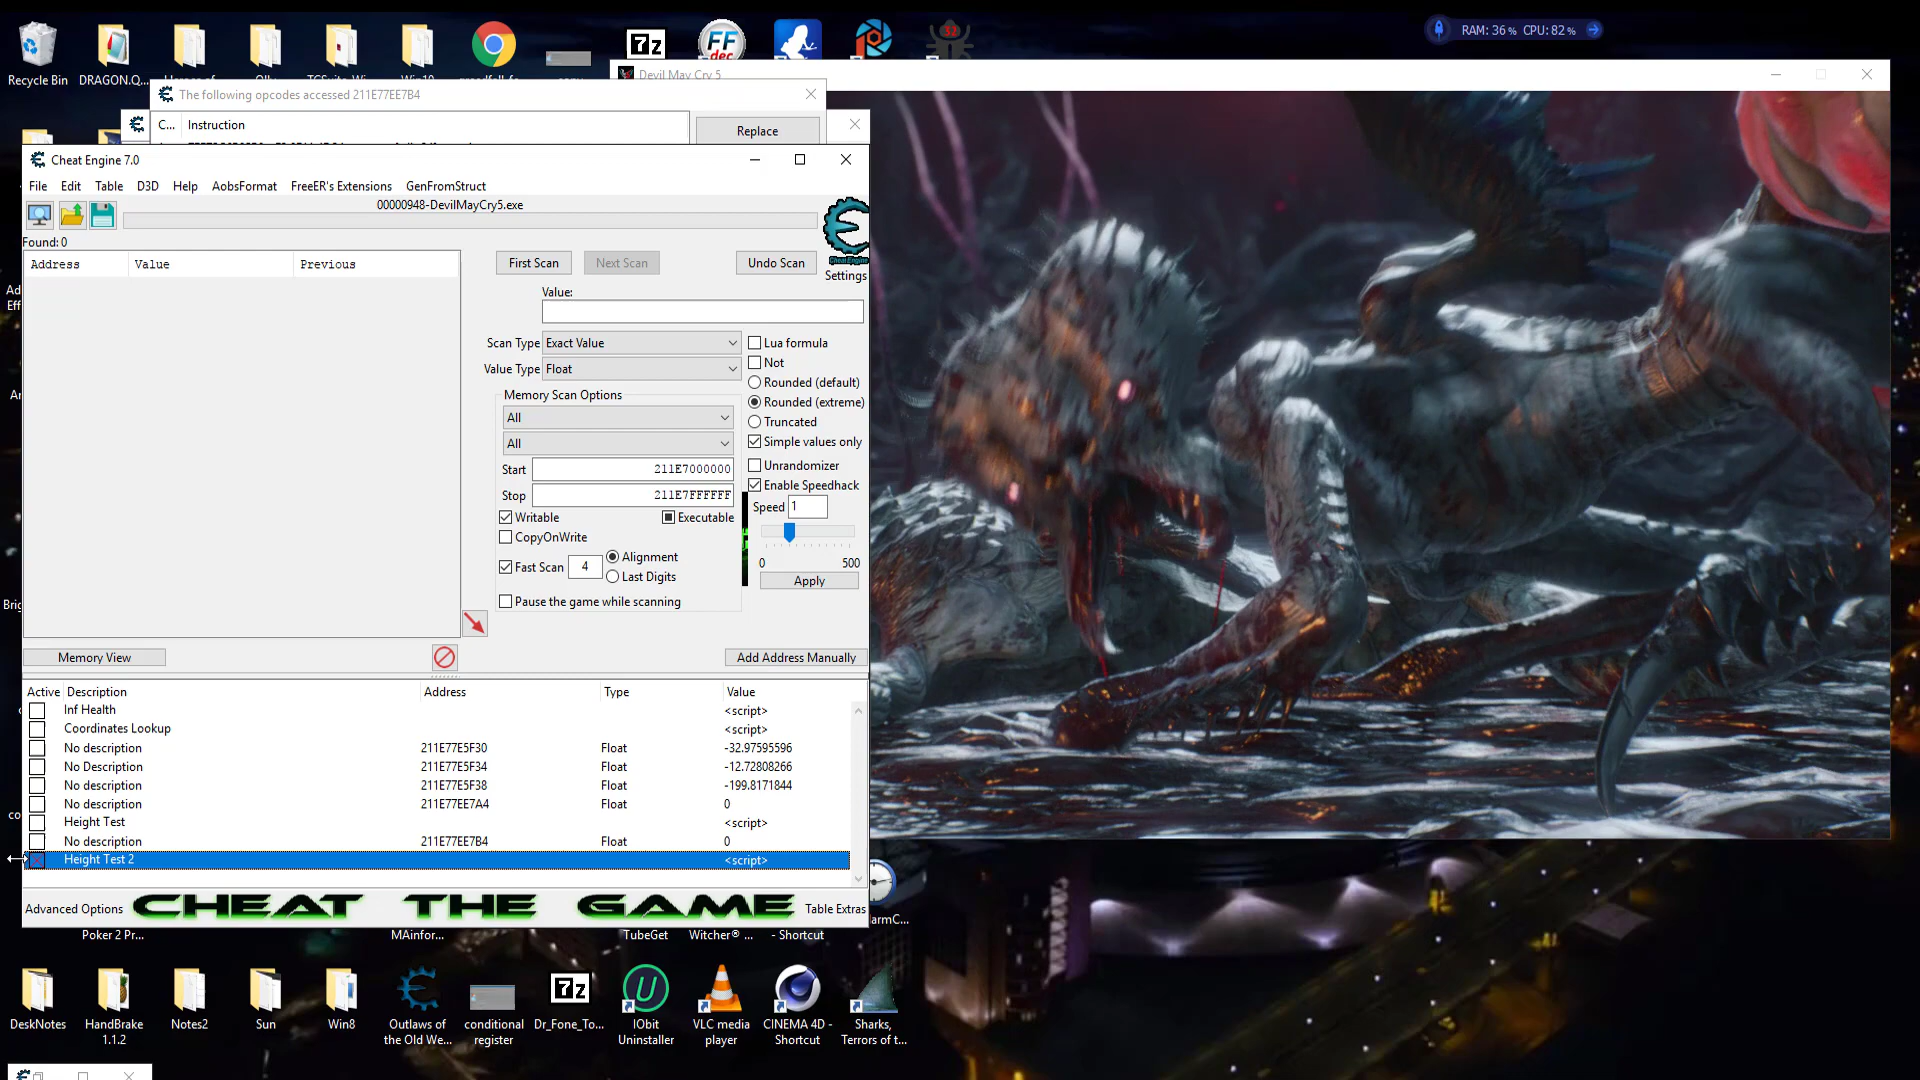 RAM: 36% CPU: 82%
FF
dec
7z
32
Recycle Bin
DRAGON.Q...
Devil May Cry 5
The following opcodes accessed 211E77EE7B4
C... Instruction
Replace
Cheat Engine 7.0
File Edit Table D3D Help AobsFormat FreeER's Extensions GenFromStruct
00000948-DevilMayCry5.exe
Found: 0
Address Value Previous
First Scan Next Scan Undo Scan
Cheat Engine
Settings
Value:
Scan Type Exact Value
Lua formula
Not
Value Type Float
Rounded (default)
Rounded (extreme)
Truncated
Simple values only
Memory Scan Options
All
All
Start 211E7000000
Stop 211E7FFFFFF
Unrandomizer
Enable Speedhack
Speed 1
0 500
Apply
Writable Executable
CopyOnWrite
Fast Scan 4 Alignment
Last Digits
Pause the game while scanning
Memory View
Add Address Manually
Active Description Address Type Value
Inf Health <script>
Coordinates Lookup <script>
No description 211E77E5F30 Float -32.97595596
No Description 211E77E5F34 Float -12.72808266
No description 211E77E5F38 Float -199.8171844
No description 211E77EE7A4 Float 0
Height Test <script>
No description 211E77EE7B4 Float 0
Height Test 2 <script>
Advanced Options CHEAT THE GAME Table Extras
armC...
Poker 2 Pr...
MAinfor...
TubeGet
Witcher® ...
- Shortcut
7z
DeskNotes
HandBrake
1.1.2
Notes2
Sun
Win8
Outlaws of
the Old We...
conditional
register
Dr_Fone_To...
IObit
Uninstaller
VLC media
player
CINEMA 4D -
Shortcut
Sharks,
Terrors of t...